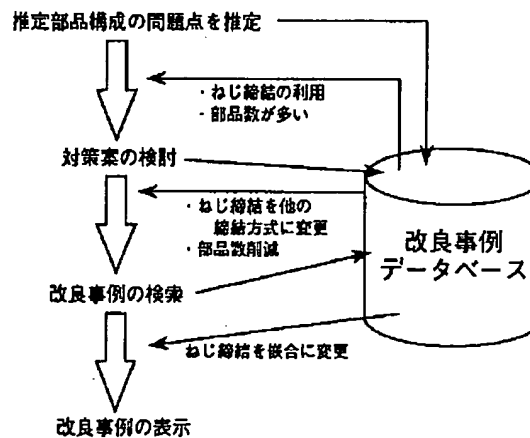 推定部品構成の問題点を推定
・ねじ締結の利用
・部品数が多い
対策案の検討
・ねじ締結を他の
締結方式に変更
・部品数削減
改良事例
データベース
改良事例の検索
ねじ締結を嵌合に変更
改良事例の表示